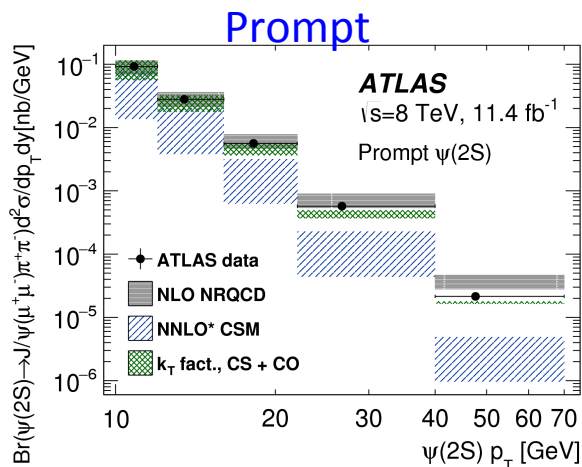 Prompt
Br(ψ(2S)→J/ψ(μ⁺μ⁻)π⁺π⁻)d²σ/dp_T dy[nb/GeV]
10⁻¹
10⁻²
10⁻³
10⁻⁴
10⁻⁵
10⁻⁶
ATLAS
√s=8 TeV, 11.4 fb⁻¹
Prompt ψ(2S)
ATLAS data
NLO NRQCD
NNLO* CSM
k_T fact., CS + CO
10 20 30 40 50 60 70
ψ(2S) p_T [GeV]